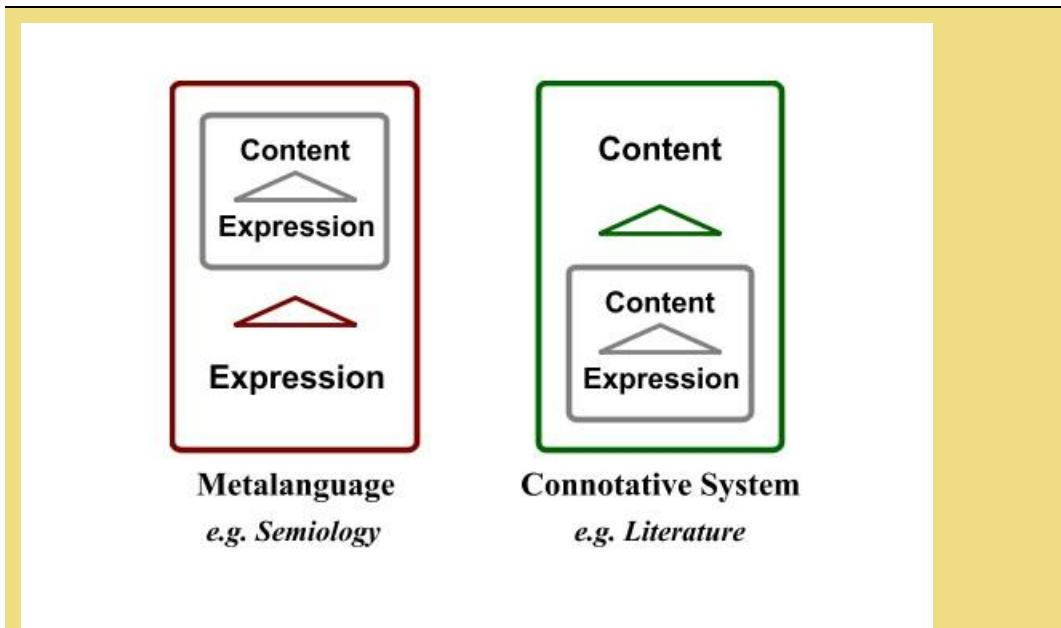 Content
Expression
Expression
Metalanguage
e.g. Semiology
Content
Content
Expression
Connotative System
e.g. Literature